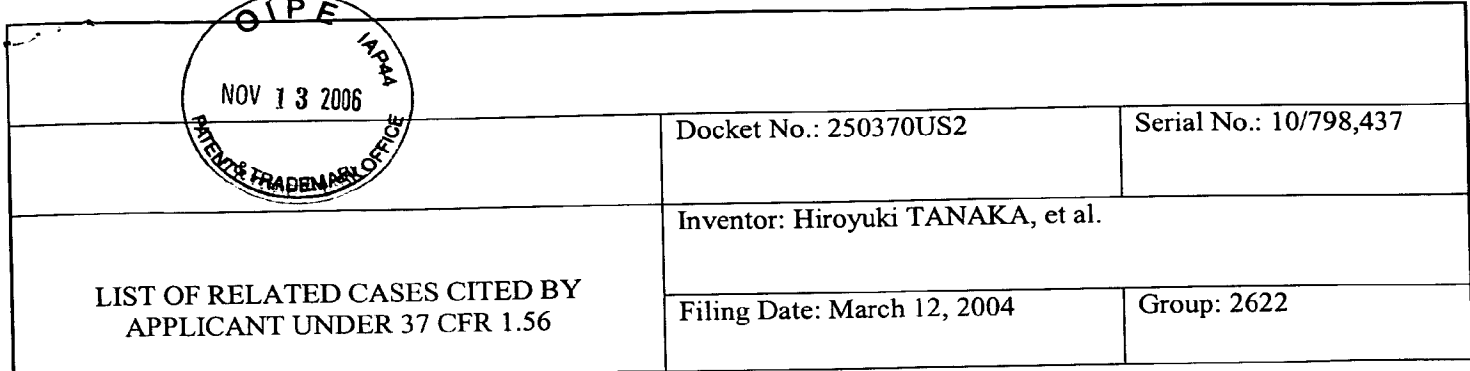 OIPE IAP44
NOV 13 2006
PATENT & TRADEMARK OFFICE
Docket No.: 250370US2
Serial No.: 10/798,437
Inventor: Hiroyuki TANAKA, et al.
LIST OF RELATED CASES CITED BY
APPLICANT UNDER 37 CFR 1.56
Filing Date: March 12, 2004
Group: 2622